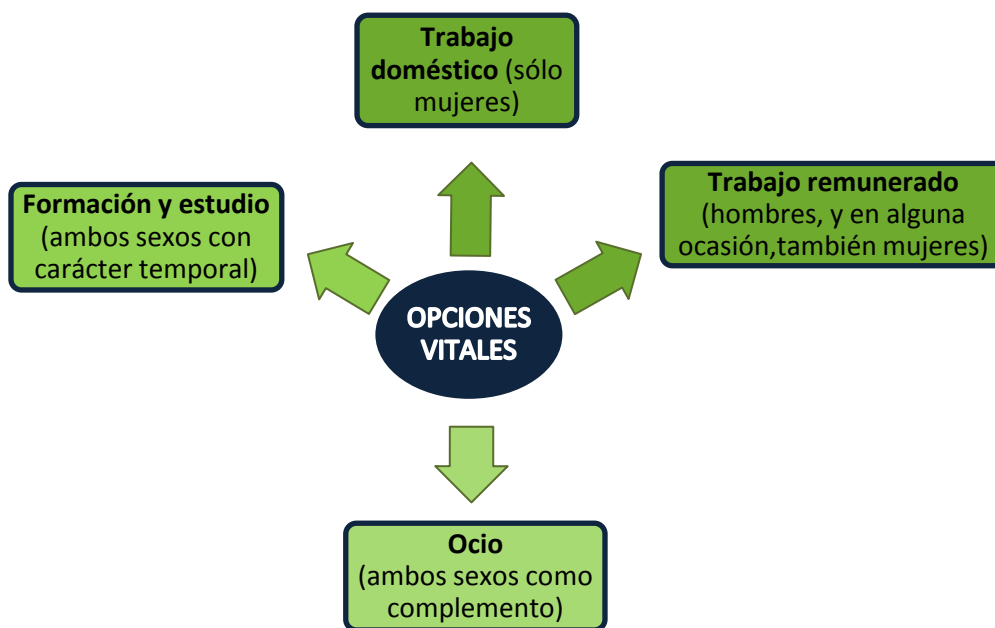 Trabajo
doméstico (sólo
mujeres)
Formación y estudio
(ambos sexos con
carácter temporal)
Trabajo remunerado
(hombres, y en alguna
ocasión,también mujeres)
OPCIONES
VITALES
Ocio
(ambos sexos como
complemento)